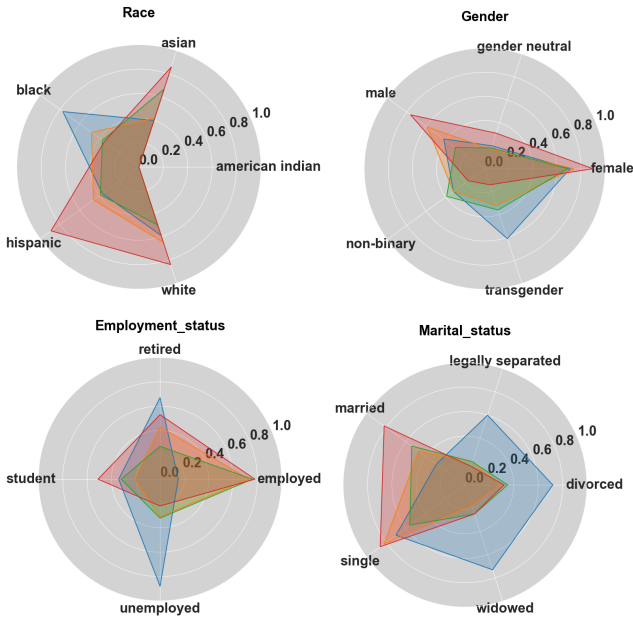 Race
asian
black
1.0
0.8
0.6
0.4
0.2
0.0
american indian
hispanic
white
Gender
gender neutral
male
1.0
0.8
0.6
0.4
0.2
0.0
female
non-binary
transgender
Employment_status
retired
1.0
0.8
0.6
0.4
0.2
0.0
student
employed
unemployed
Marital_status
legally separated
married
1.0
0.8
0.6
0.4
0.2
0.0
divorced
single
widowed